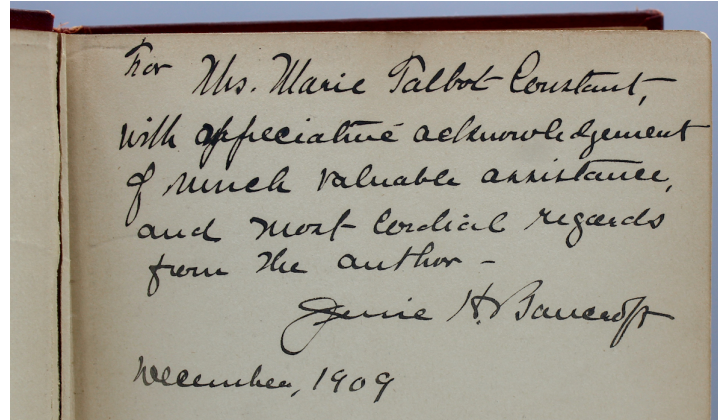 For Mrs. Marie Talbot Constant,
with appreciative acknowledgement
of much valuable assistance,
and most cordial regards
from the author -
Jenie H. Bancroft
December, 1909